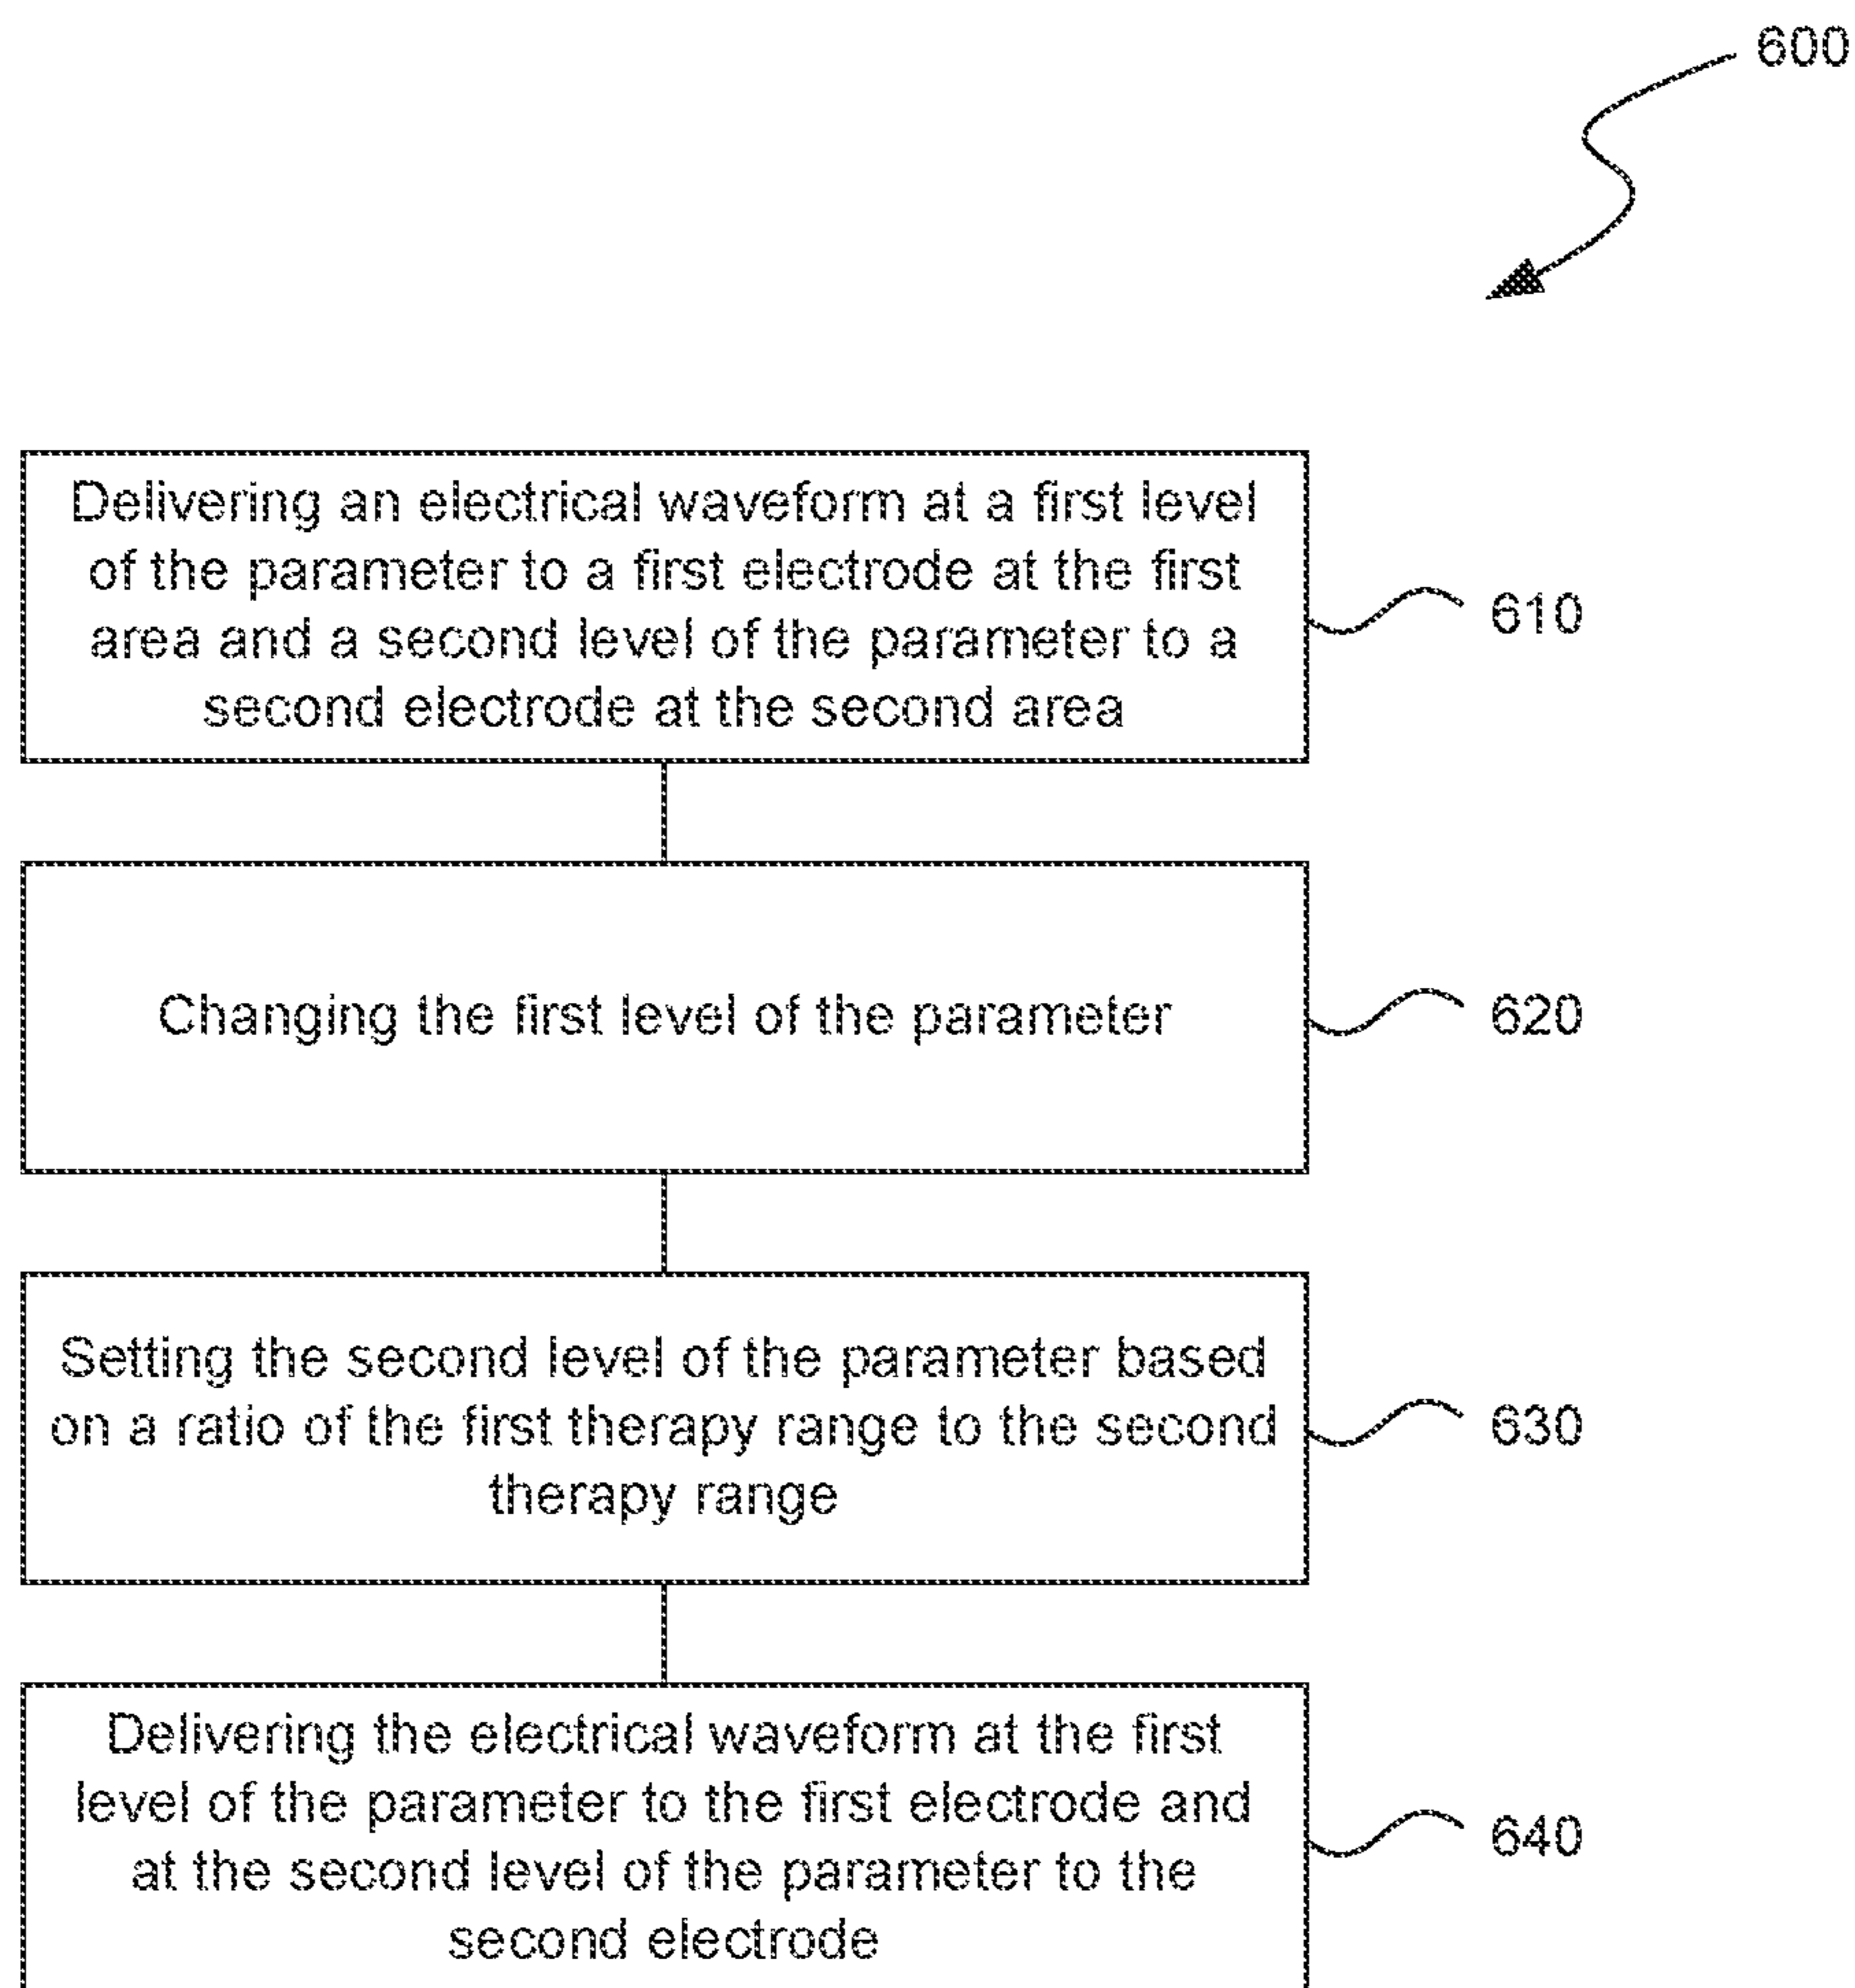 600
Delivering an electrical waveform at a first level
of the parameter to a first electrode at the first
area and a second level of the parameter to a
second electrode at the second area
610
Changing the first level of the parameter
620
Setting the second level of the parameter based
on a ratio of the first therapy range to the second
therapy range
630
Delivering the electrical waveform at the first
level of the parameter to the first electrode and
at the second level of the parameter to the
second electrode
640